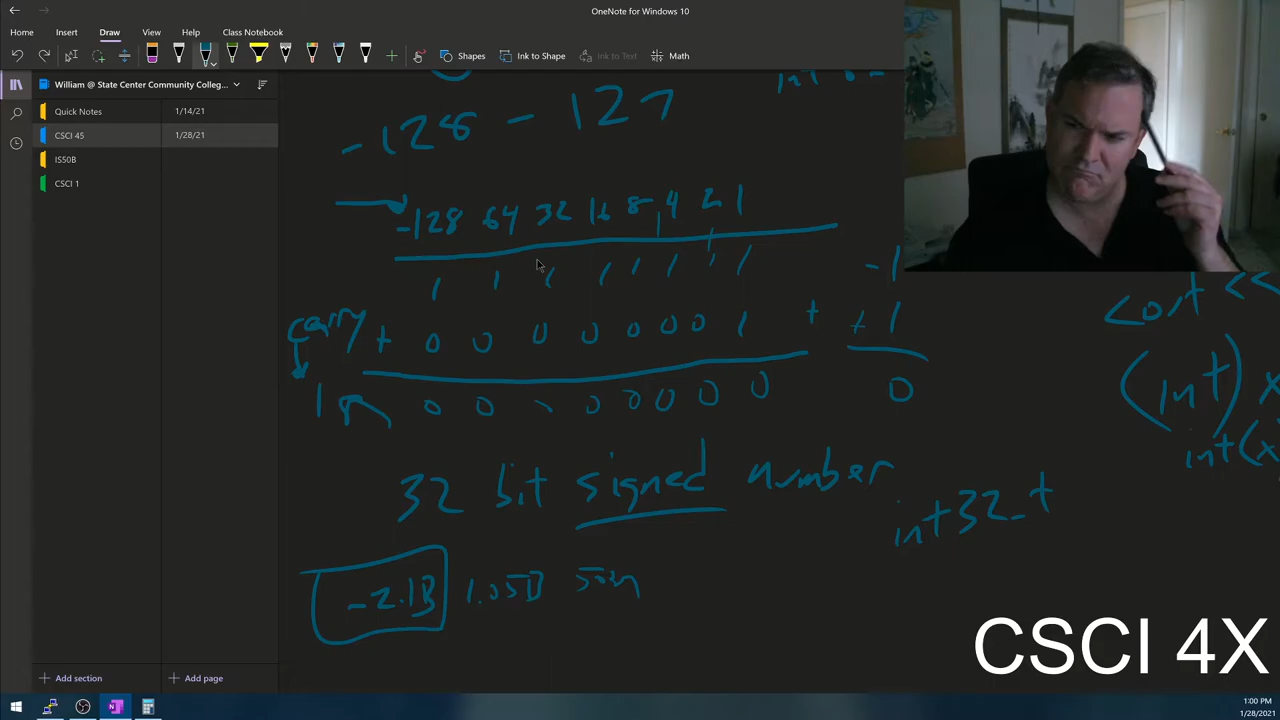 OneNote for Windows 10
Home Insert Draw View Help Class Notebook
Shapes Ink to Shape Ink to Text Math
William @ State Center Community Colleg...
Quick Notes 1/14/21
CSCI 45 1/28/21
IS50B
CSCI 1
-128 - 127
-128 64 32 16 8 4 2 1
1 1 1 1 1 1 1 1 -1
carry + 0 0 0 0 0 0 0 1 + + 1
1 0 0 0 0 0 0 0 0
32 bit signed number
int32_t
-2.1B 1.05B
cout <<
(int) x
int(x
CSCI 4X
Add section Add page
1:00 PM
1/28/2021